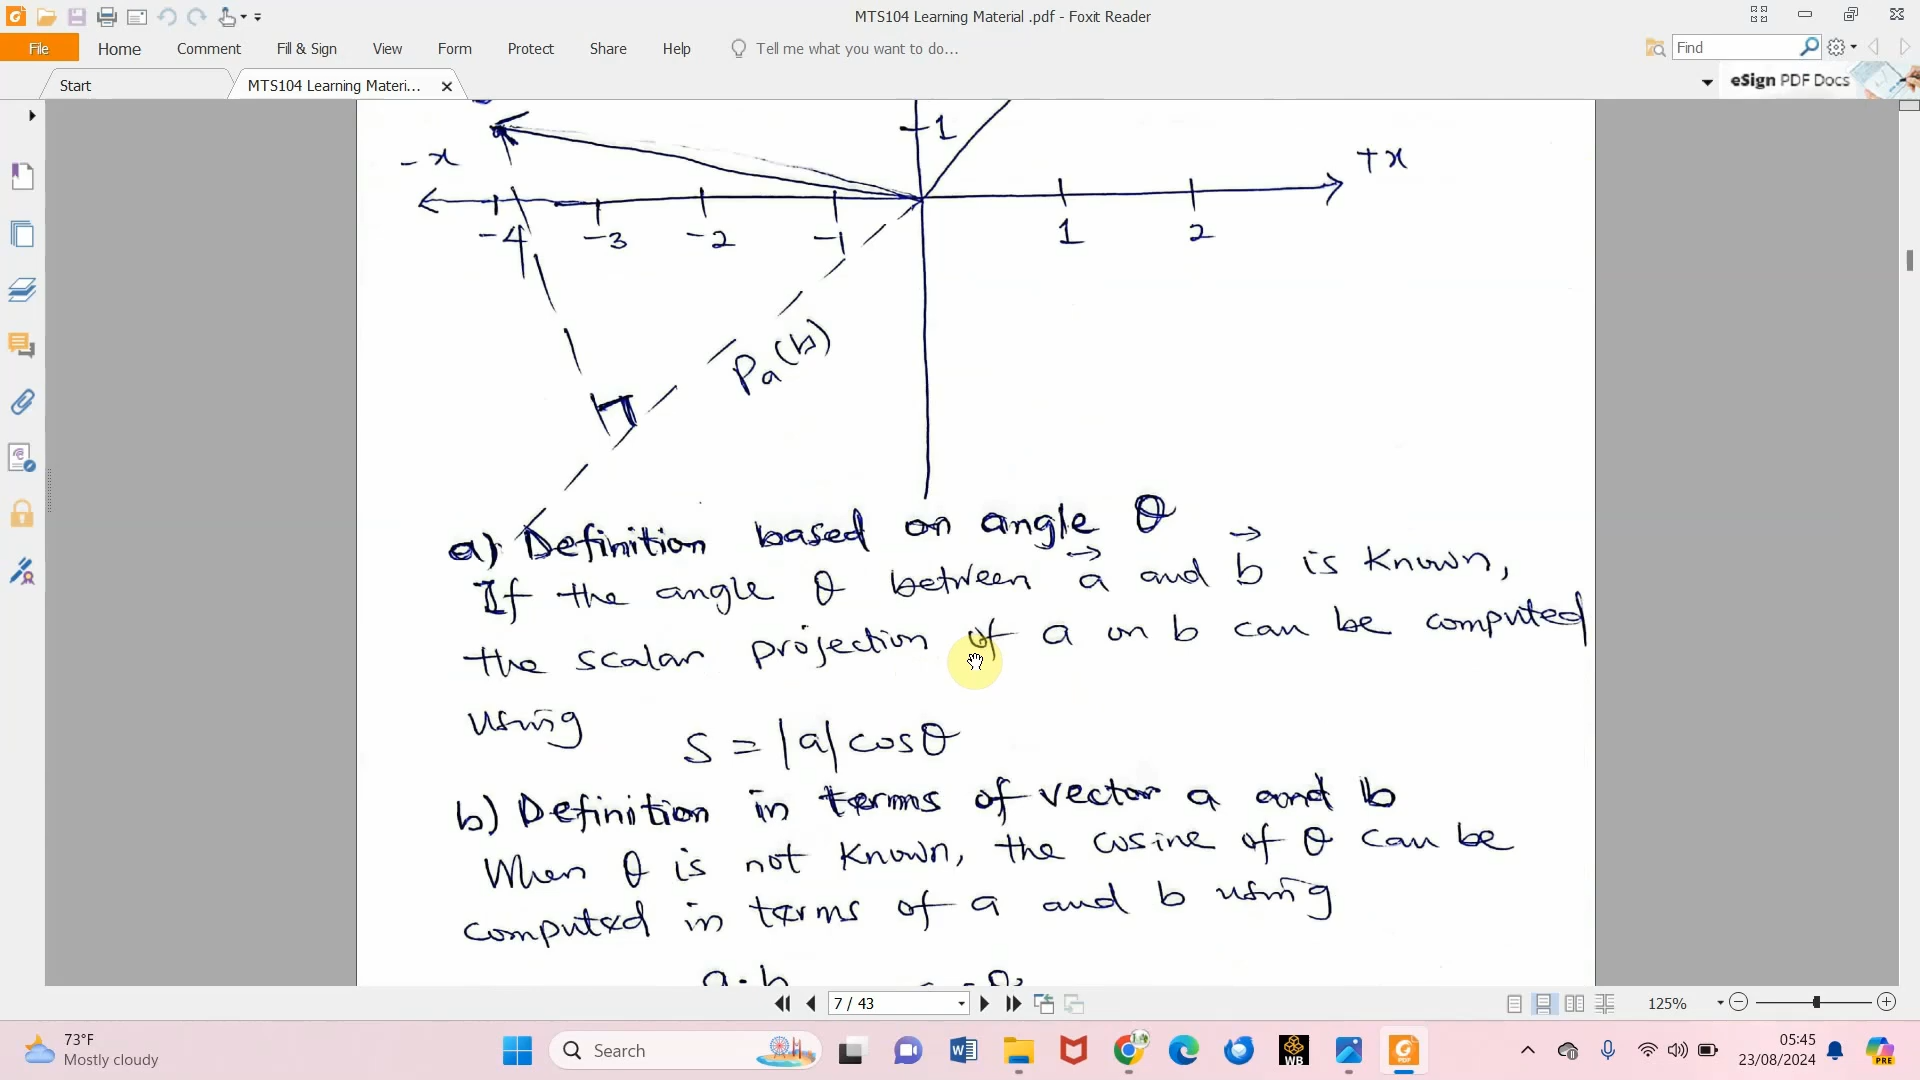 MTS104 Learning Material .pdf - Foxit Reader
File Home Comment Fill & Sign View Form Protect Share Help Tell me what you want to do... Find
Start MTS104 Learning Materi... eSign PDF Docs
1
-x +x
-4 -3 -2 -1 1 2
Pa(b)
a) Definition based on angle θ
If the angle θ between a and b is known,
the scalar projection of a on b can be computed
using
S = |a| cosθ
b) Definition in terms of vector a and b
When θ is not known, the cosine of θ can be
computed in terms of a and b using
a.b
7 / 43 125%
73°F
Mostly cloudy
Search
WB
PDF
PRE
05:45
23/08/2024